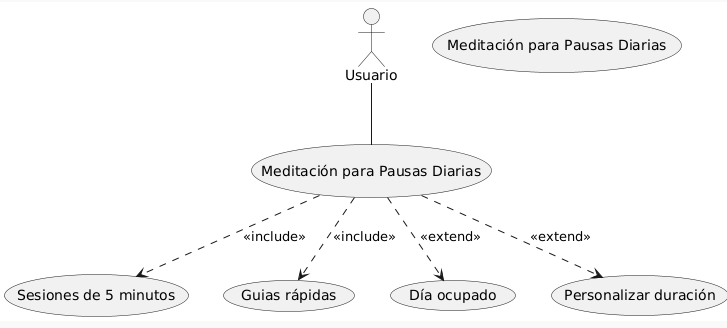 Meditación para Pausas Diarias
Usuario
Meditación para Pausas Diarias
«include»
«include»
«extend»
«extend»
Sesiones de 5 minutos
Guias rápidas
Día ocupado
Personalizar duración